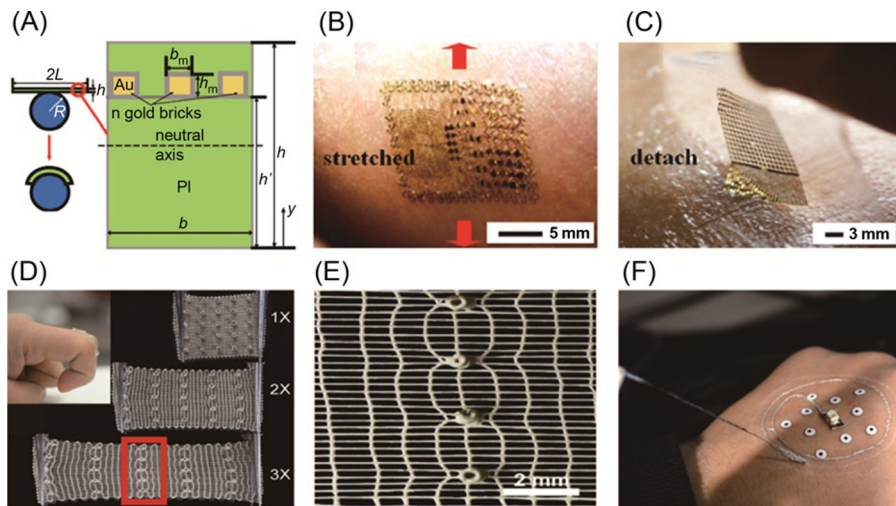 (A)
2L
h
R
b_m
h_m
Au
n gold bricks
neutral
axis
PI
h
h'
y
b
(B)
stretched
5 mm
(C)
detach
3 mm
(D)
1X
2X
3X
(E)
2 mm
(F)